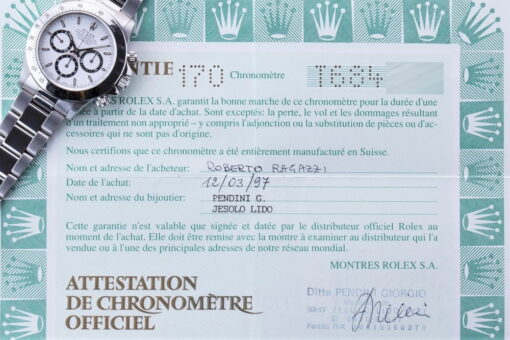 TIE 170 Chronomètre 1684
TRES ROLEX S.A. garantit la bonne marche de ce chronomètre pour la durée d'une
à partir de la date d'achat. Sont exceptés: la perte, le vol et les dommages résultant
d'un traitement non approprié – y compris l'adjonction ou la substitution de pièces ou d'ac-
cessoires qui ne sont pas d'origine.
Nous certifions que ce chronomètre a été entièrement manufacturé en Suisse.
Nom et adresse de l'acheteur: ROBERTO RAGAZZI
Date de l'achat: 12/03/97
Nom et adresse du bijoutier: PENDINI G.
JESOLO LIDO
Cette garantie n'est valable que signée et datée par le distributeur officiel Rolex au
moment de l'achat. Elle doit être remise avec la montre à examiner au distributeur qui l'a
vendue ou à l'une des principales adresses de notre réseau mondial.
MONTRES ROLEX S.A.
ATTESTATION
DE CHRONOMÈTRE
OFFICIEL
Ditta PENDINI GIORGIO
Partita IVA